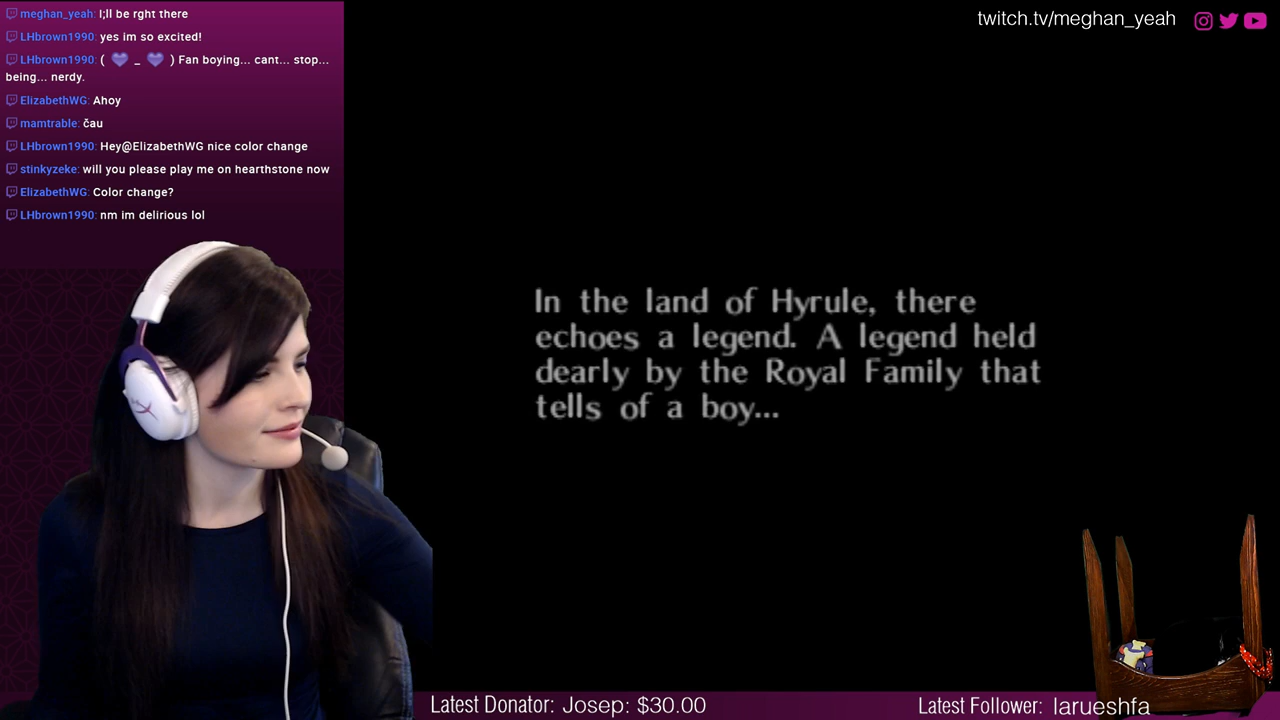 meghan_yeah: I;ll be rght there
LHbrown1990: yes im so excited!
LHbrown1990: ( 💜 _ 💜 ) Fan boying... cant... stop...
being... nerdy.
ElizabethWG: Ahoy
mamtrable: čau
LHbrown1990: Hey@ElizabethWG nice color change
stinkyzeke: will you please play me on hearthstone now
ElizabethWG: Color change?
LHbrown1990: nm im delirious lol
twitch.tv/meghan_yeah
In the land of Hyrule, there
echoes a legend. A legend held
dearly by the Royal Family that
tells of a boy...
Latest Donator: Josep: $30.00
Latest Follower: larueshfa